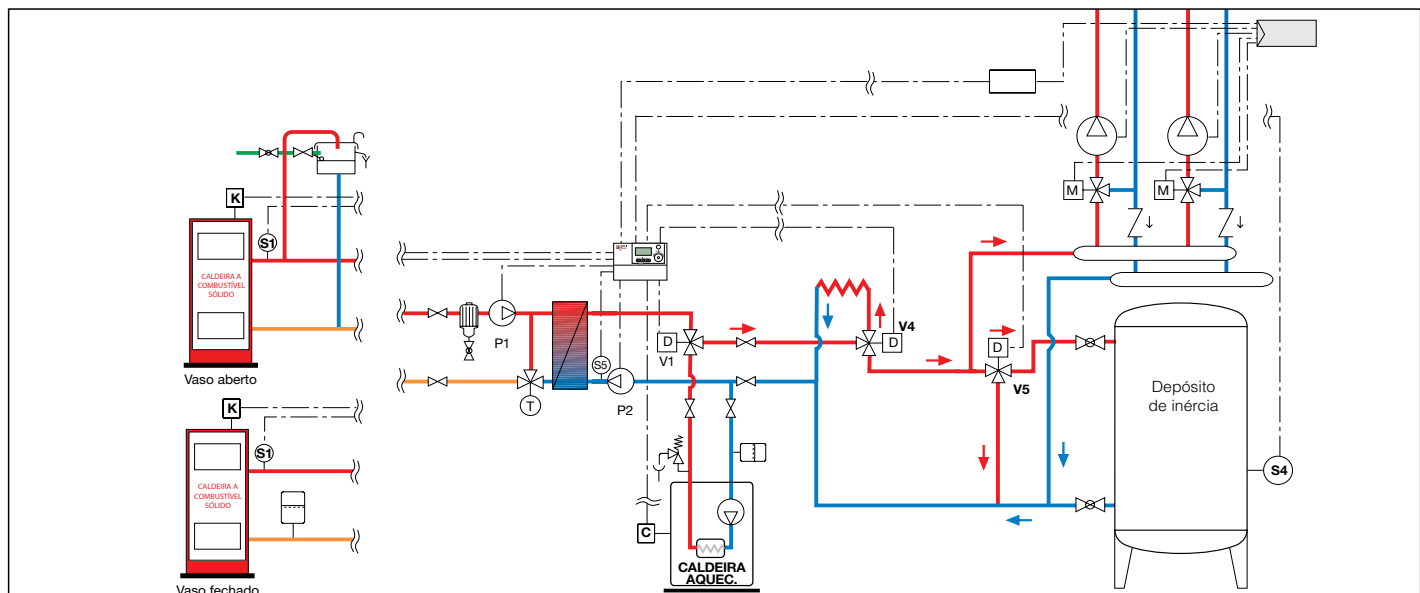 K
S1
CALDEIRA A
COMBUSTÍVEL
SÓLIDO
Vaso aberto
K
S1
CALDEIRA A
COMBUSTÍVEL
SÓLIDO
Vaso fechado
P1
T
S5
P2
D
V1
C
CALDEIRA
AQUEC.
V4
D
D
V5
M
M
Depósito
de inércia
S4